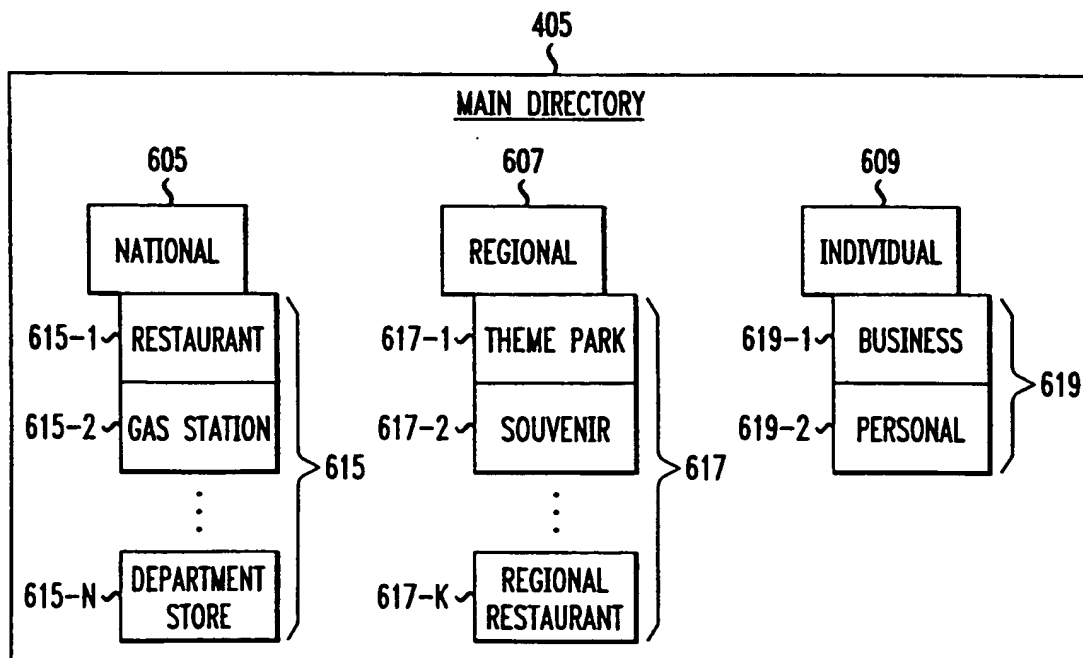 405
MAIN DIRECTORY
605 607 609
NATIONAL REGIONAL INDIVIDUAL
615-1 RESTAURANT 617-1 THEME PARK 619-1 BUSINESS
619
615-2 GAS STATION 617-2 SOUVENIR 619-2 PERSONAL
615 617
615-N DEPARTMENT STORE 617-K REGIONAL RESTAURANT